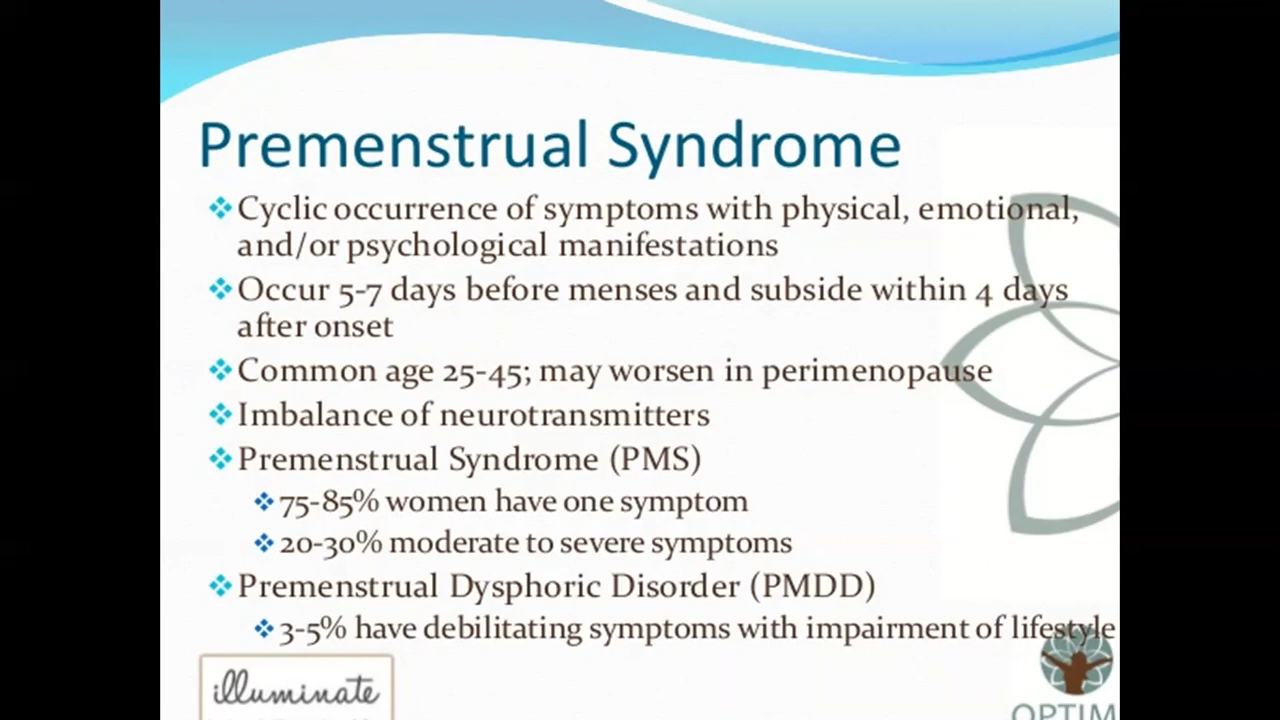 Premenstrual Syndrome
Cyclic occurrence of symptoms with physical, emotional,
and/or psychological manifestations
Occur 5-7 days before menses and subside within 4 days
after onset
Common age 25-45; may worsen in perimenopause
Imbalance of neurotransmitters
Premenstrual Syndrome (PMS)
75-85% women have one symptom
20-30% moderate to severe symptoms
Premenstrual Dysphoric Disorder (PMDD)
3-5% have debilitating symptoms with impairment of lifestyle
illuminate
OPTIM